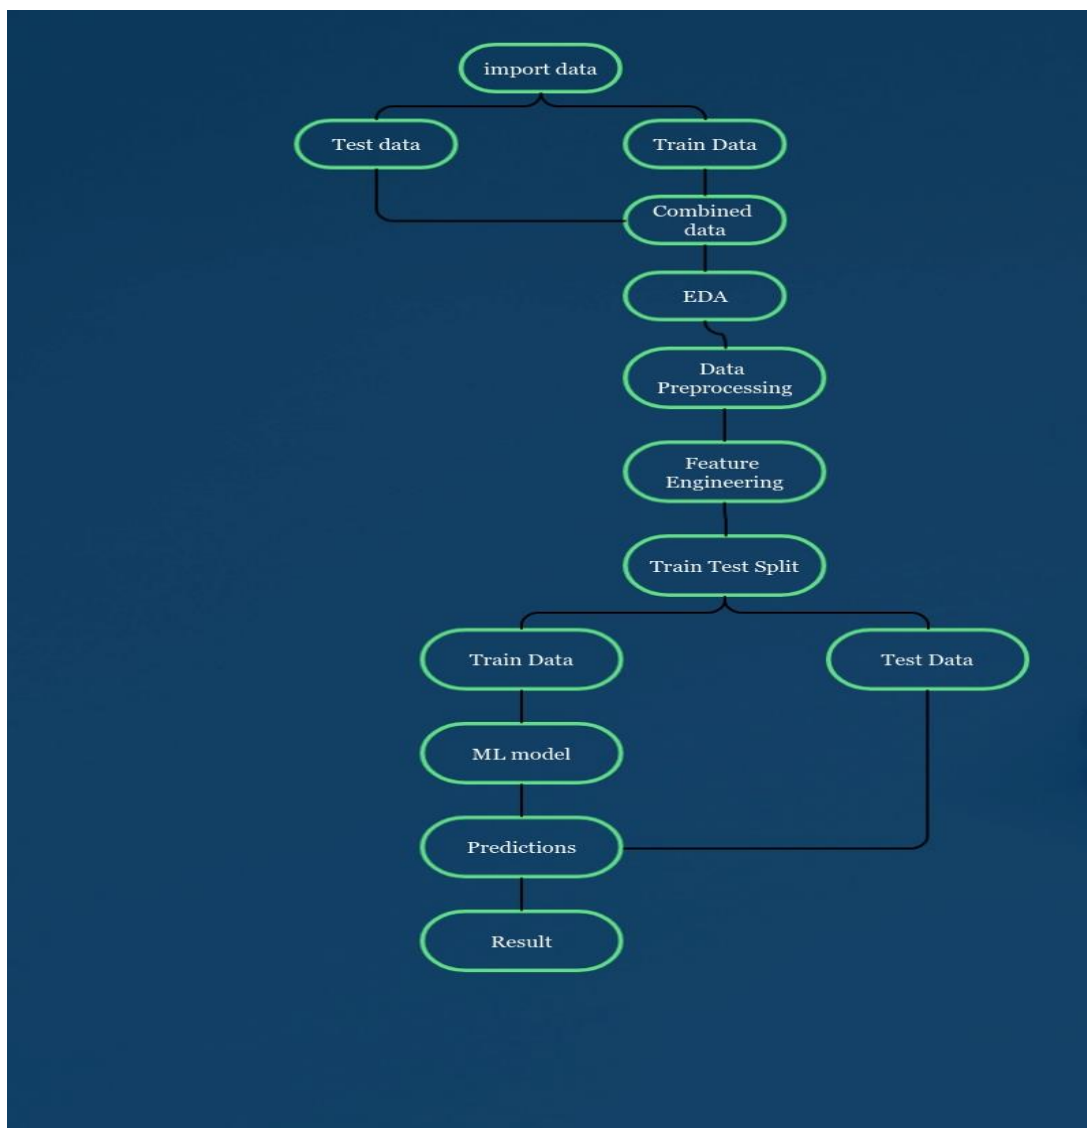 import data
Test data
Train Data
Combined
data
EDA
Data
Preprocessing
Feature
Engineering
Train Test Split
Train Data
Test Data
ML model
Predictions
Result